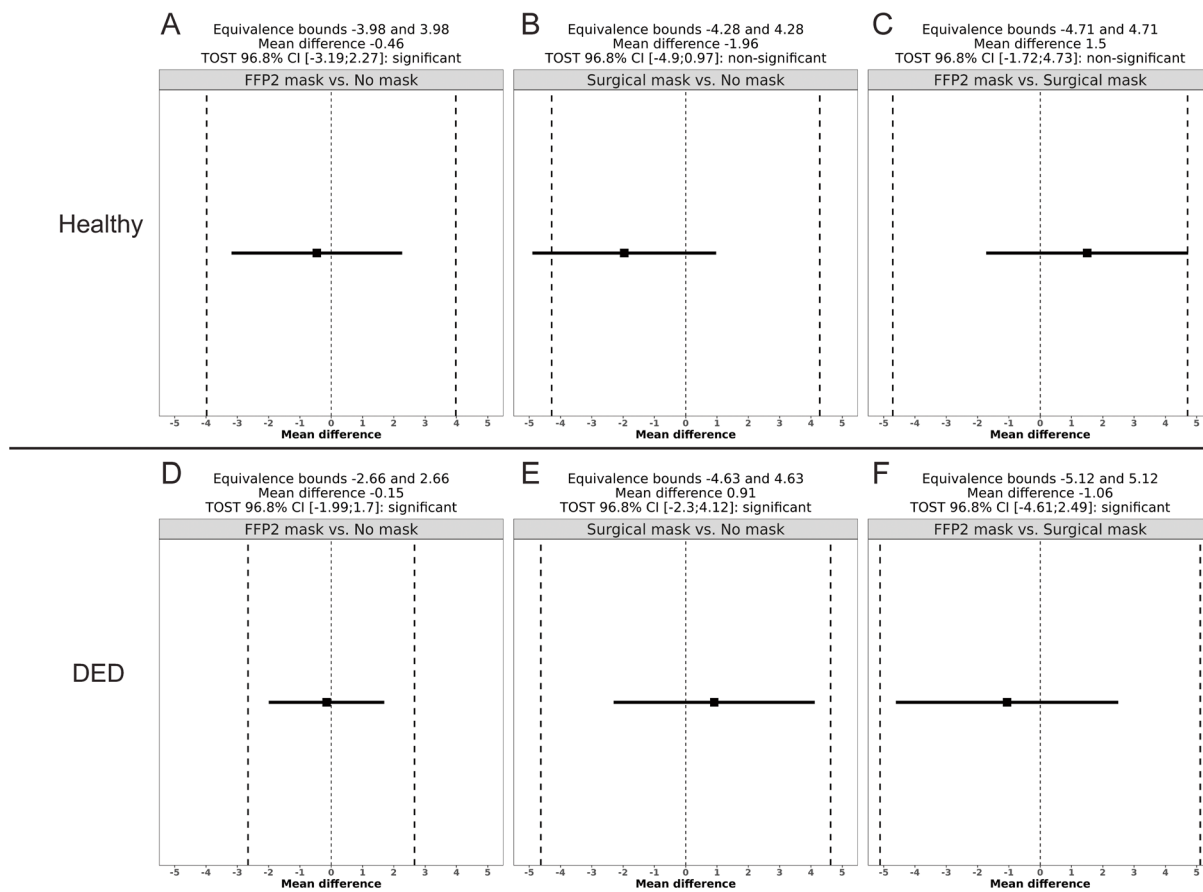 A
Equivalence bounds -3.98 and 3.98
Mean difference -0.46
TOST 96.8% CI [-3.19;2.27]: significant
FFP2 mask vs. No mask
B
Equivalence bounds -4.28 and 4.28
Mean difference -1.96
TOST 96.8% CI [-4.9;0.97]: non-significant
Surgical mask vs. No mask
C
Equivalence bounds -4.71 and 4.71
Mean difference 1.5
TOST 96.8% CI [-1.72;4.73]: non-significant
FFP2 mask vs. Surgical mask
Healthy
-5 -4 -3 -2 -1 0 1 2 3 4 5
Mean difference
-5 -4 -3 -2 -1 0 1 2 3 4 5
Mean difference
-5 -4 -3 -2 -1 0 1 2 3 4 5
Mean difference
D
Equivalence bounds -2.66 and 2.66
Mean difference -0.15
TOST 96.8% CI [-1.99;1.7]: significant
FFP2 mask vs. No mask
E
Equivalence bounds -4.63 and 4.63
Mean difference 0.91
TOST 96.8% CI [-2.3;4.12]: significant
Surgical mask vs. No mask
F
Equivalence bounds -5.12 and 5.12
Mean difference -1.06
TOST 96.8% CI [-4.61;2.49]: significant
FFP2 mask vs. Surgical mask
DED
-5 -4 -3 -2 -1 0 1 2 3 4 5
Mean difference
-5 -4 -3 -2 -1 0 1 2 3 4 5
Mean difference
-5 -4 -3 -2 -1 0 1 2 3 4 5
Mean difference